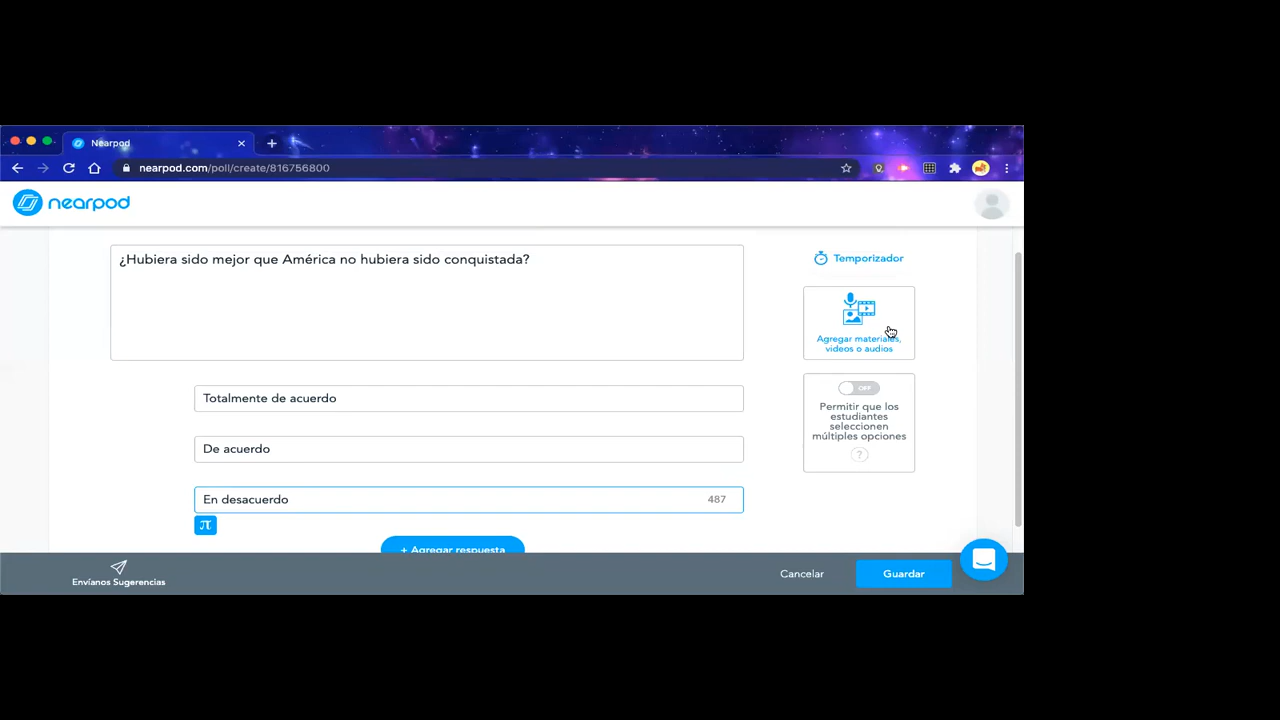 Nearpod
nearpod.com/poll/create/816756800
nearpod
¿Hubiera sido mejor que América no hubiera sido conquistada?
Temporizador
Agregar materiales,
videos o audios
Totalmente de acuerdo
OFF
Permitir que los
estudiantes
seleccionen
múltiples opciones
?
De acuerdo
En desacuerdo 487
π
+ Agregar respuesta
Envíanos Sugerencias
Cancelar
Guardar